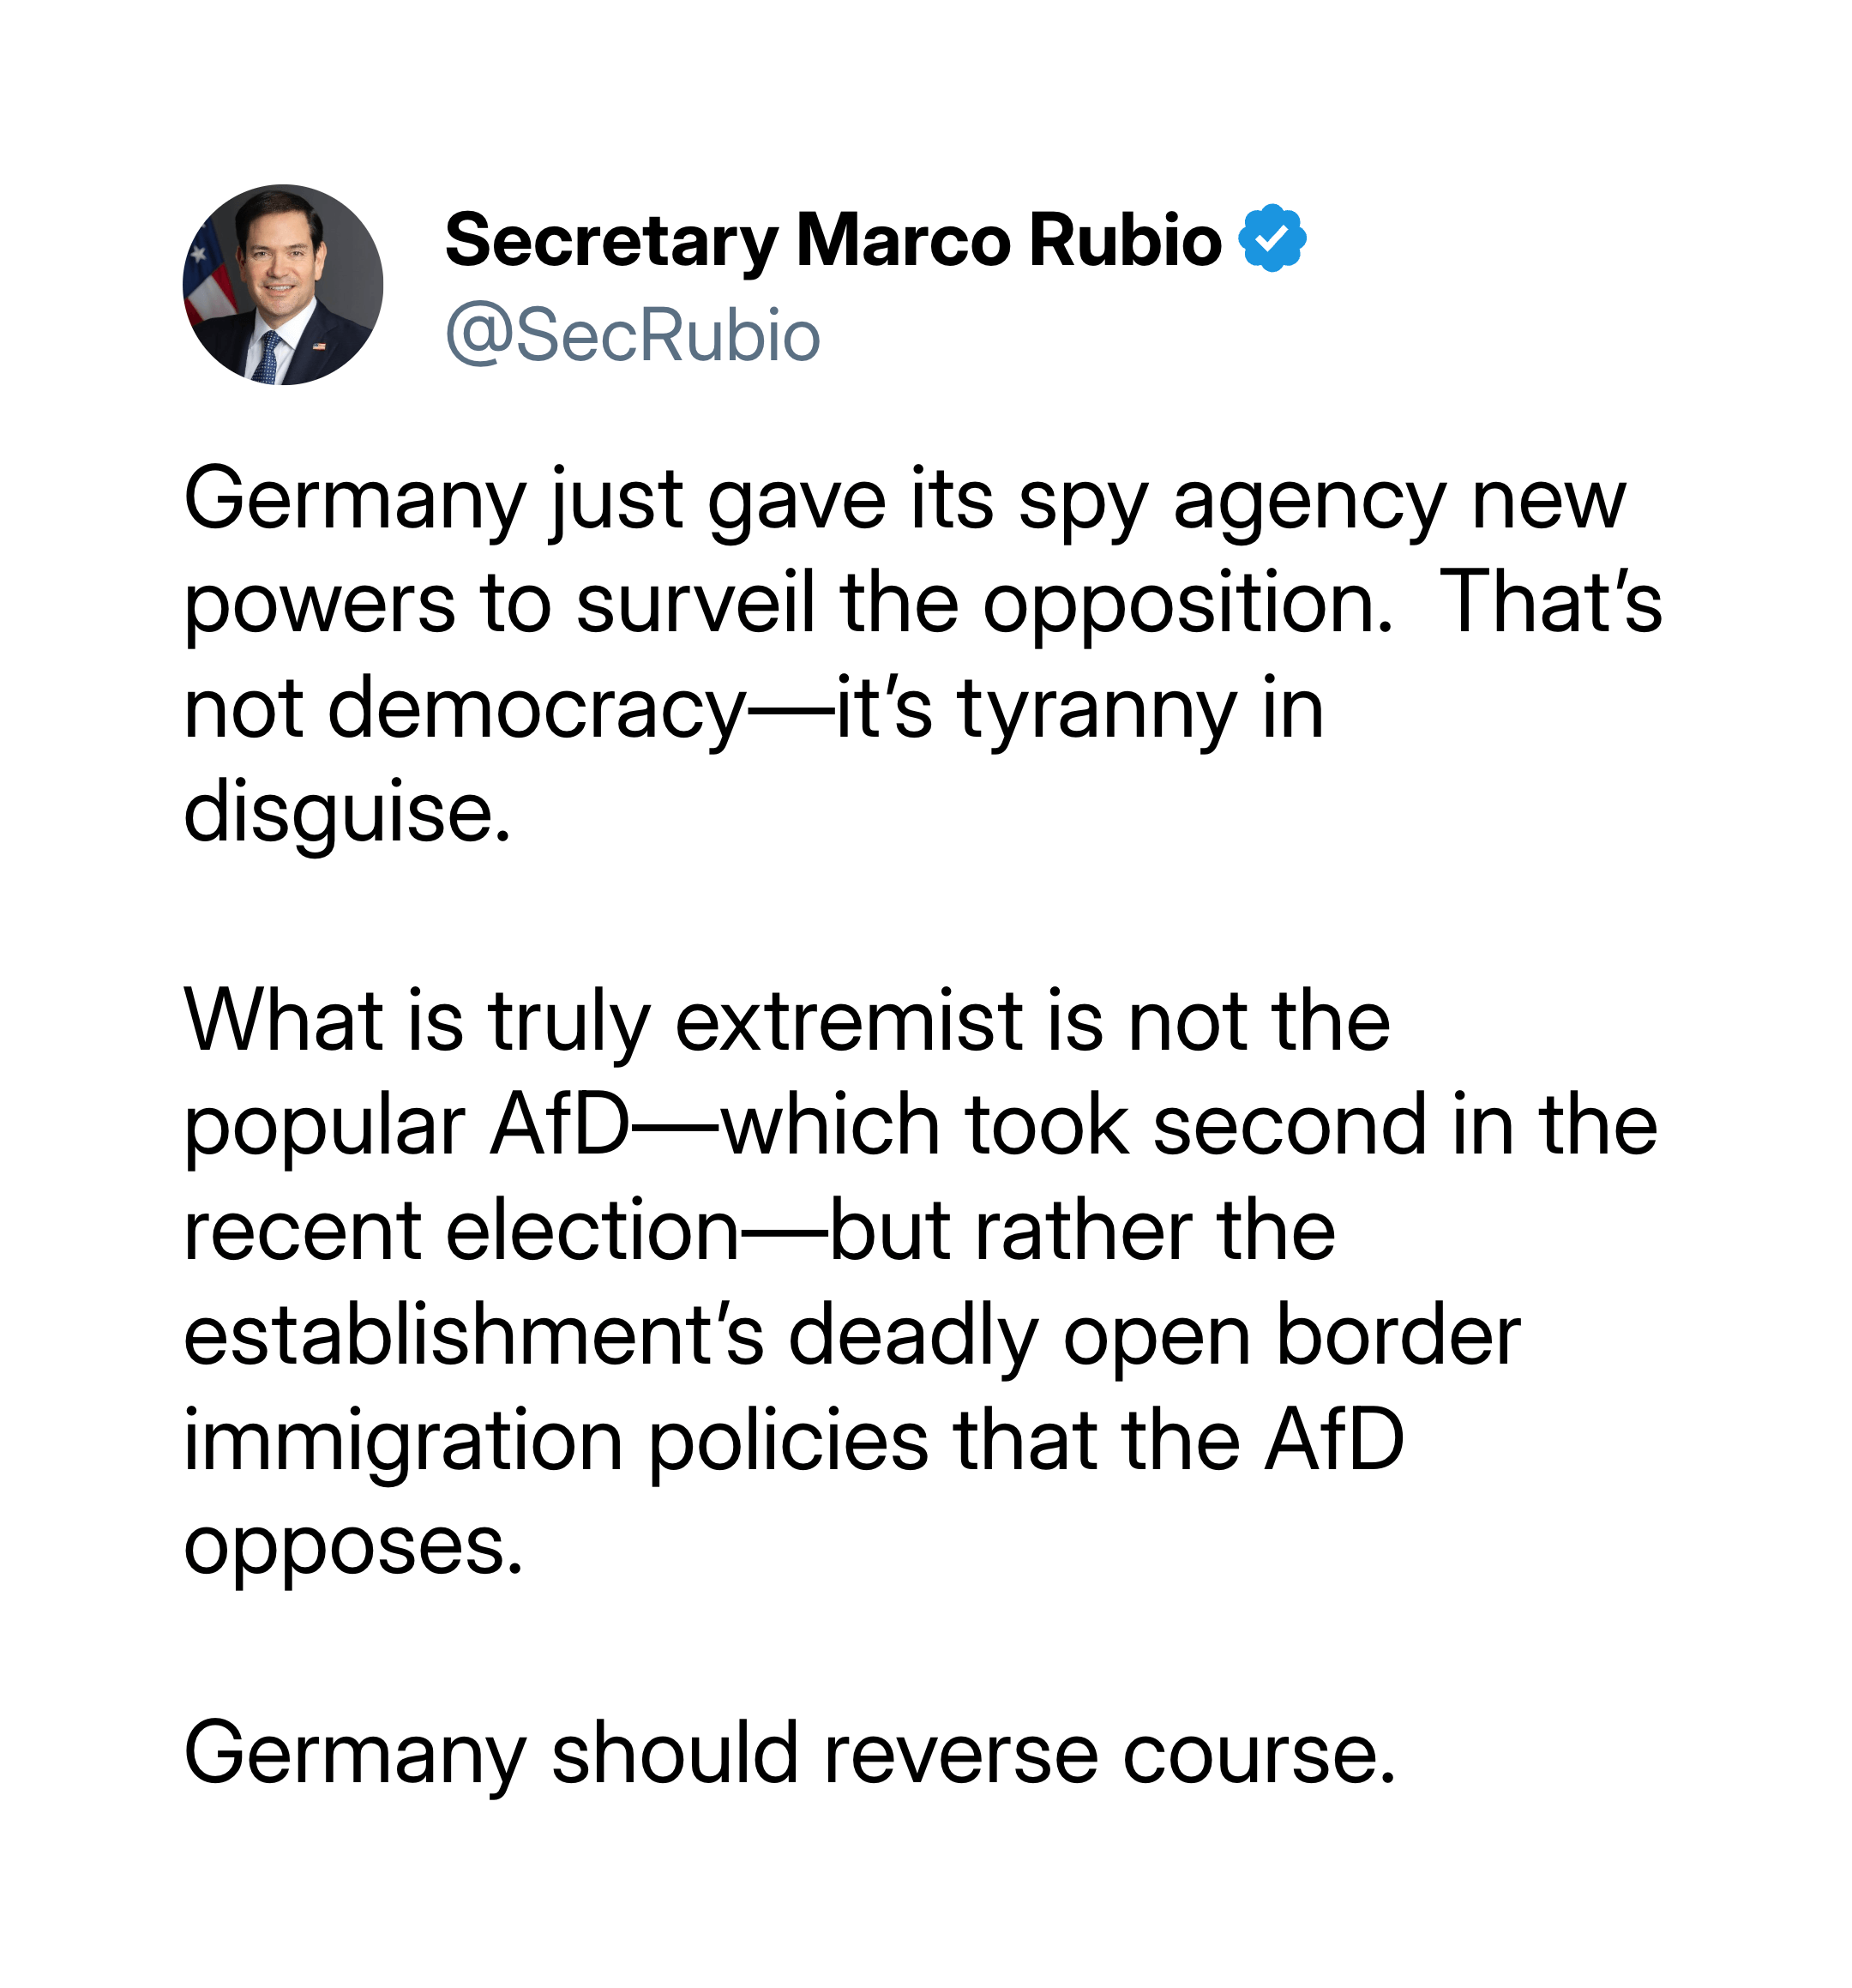 Secretary Marco Rubio
@SecRubio
Germany just gave its spy agency new
powers to surveil the opposition.  That’s
not democracy—it’s tyranny in
disguise.
What is truly extremist is not the
popular AfD—which took second in the
recent election—but rather the
establishment’s deadly open border
immigration policies that the AfD
opposes.
Germany should reverse course.